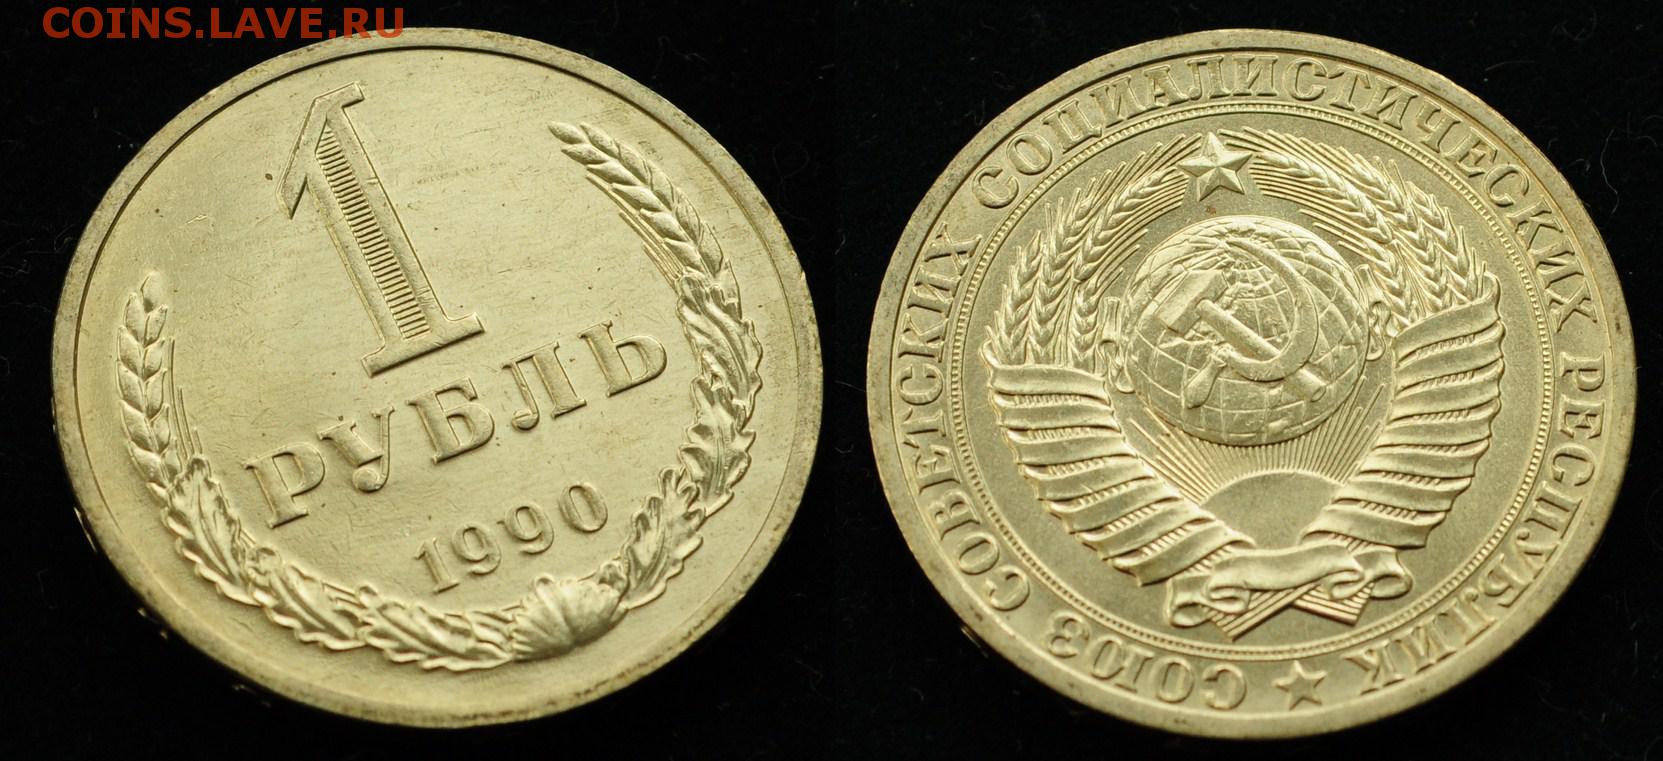 COINS.LAVE.RU
1
РУБЛЬ
1990
СОЮЗ СОВЕТСКИХ СОЦИАЛИСТИЧЕСКИХ РЕСПУБЛИК